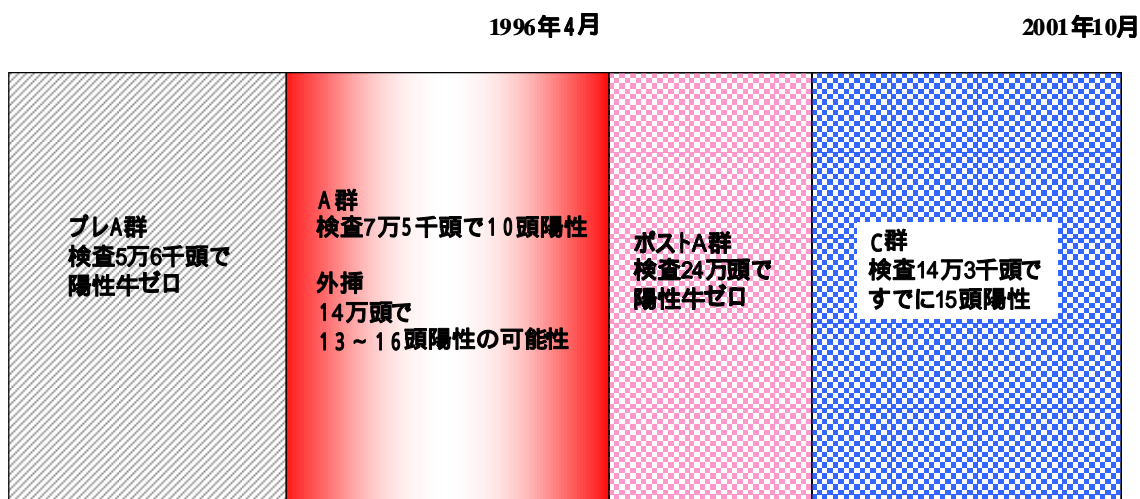 1996年4月
2001年10月
プレA群
検査5万6千頭で
陽性牛ゼロ
A群
検査7万5千頭で10頭陽性
外挿
14万頭で
13~16頭陽性の可能性
ポストA群
検査24万頭で
陽性牛ゼロ
C群
検査14万3千頭で
すでに15頭陽性